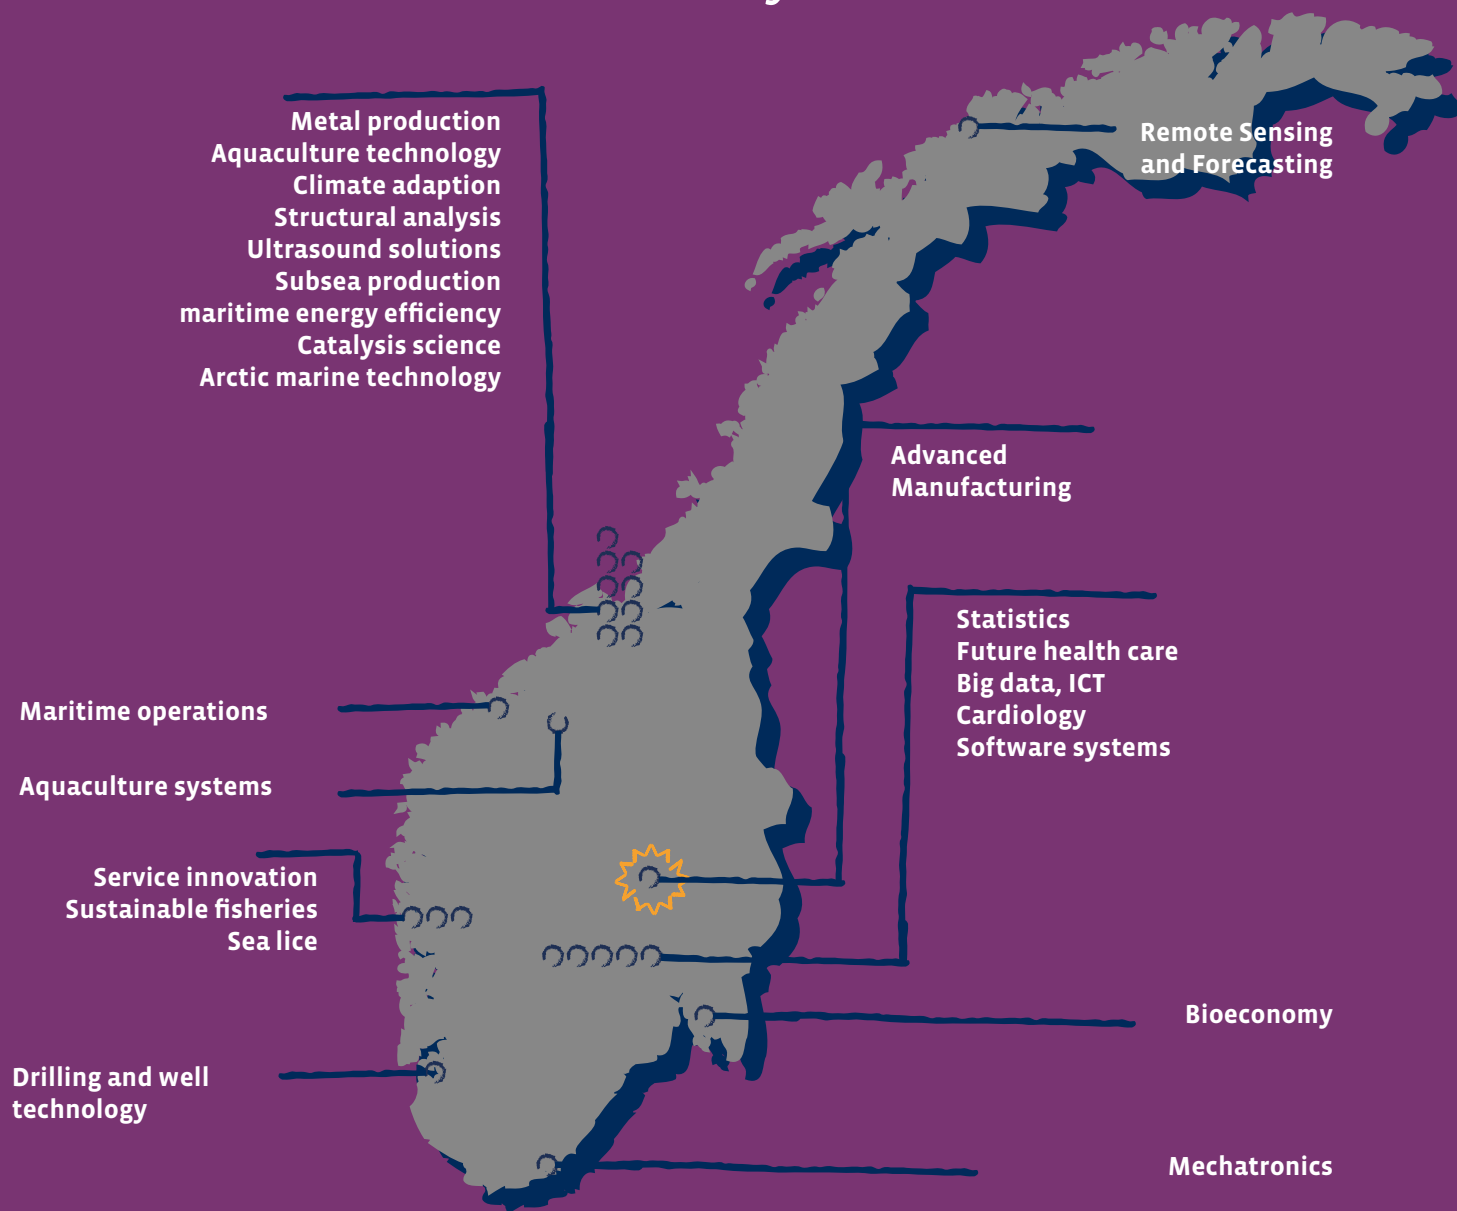 Metal production
Aquaculture technology
Climate adaption
Structural analysis
Ultrasound solutions
Subsea production
maritime energy efficiency
Catalysis science
Arctic marine technology
Remote Sensing
and Forecasting
Advanced
Manufacturing
Statistics
Future health care
Big data, ICT
Cardiology
Software systems
Maritime operations
Aquaculture systems
Service innovation
Sustainable fisheries
Sea lice
Bioeconomy
Drilling and well
technology
Mechatronics